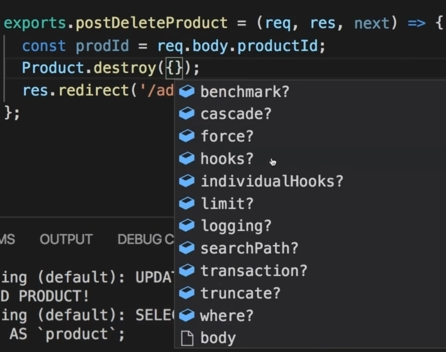 exports.postDeleteProduct = (req, res, next) => {
const prodId = req.body.productId;
Product.destroy({});
res.redirect('/ad
};
benchmark?
cascade?
force?
hooks?
individualHooks?
limit?
logging?
searchPath?
transaction?
truncate?
where?
body
MS OUTPUT DEBUG C
ing (default): UPDAT
D PRODUCT!
ing (default): SELEC
AS `product`;